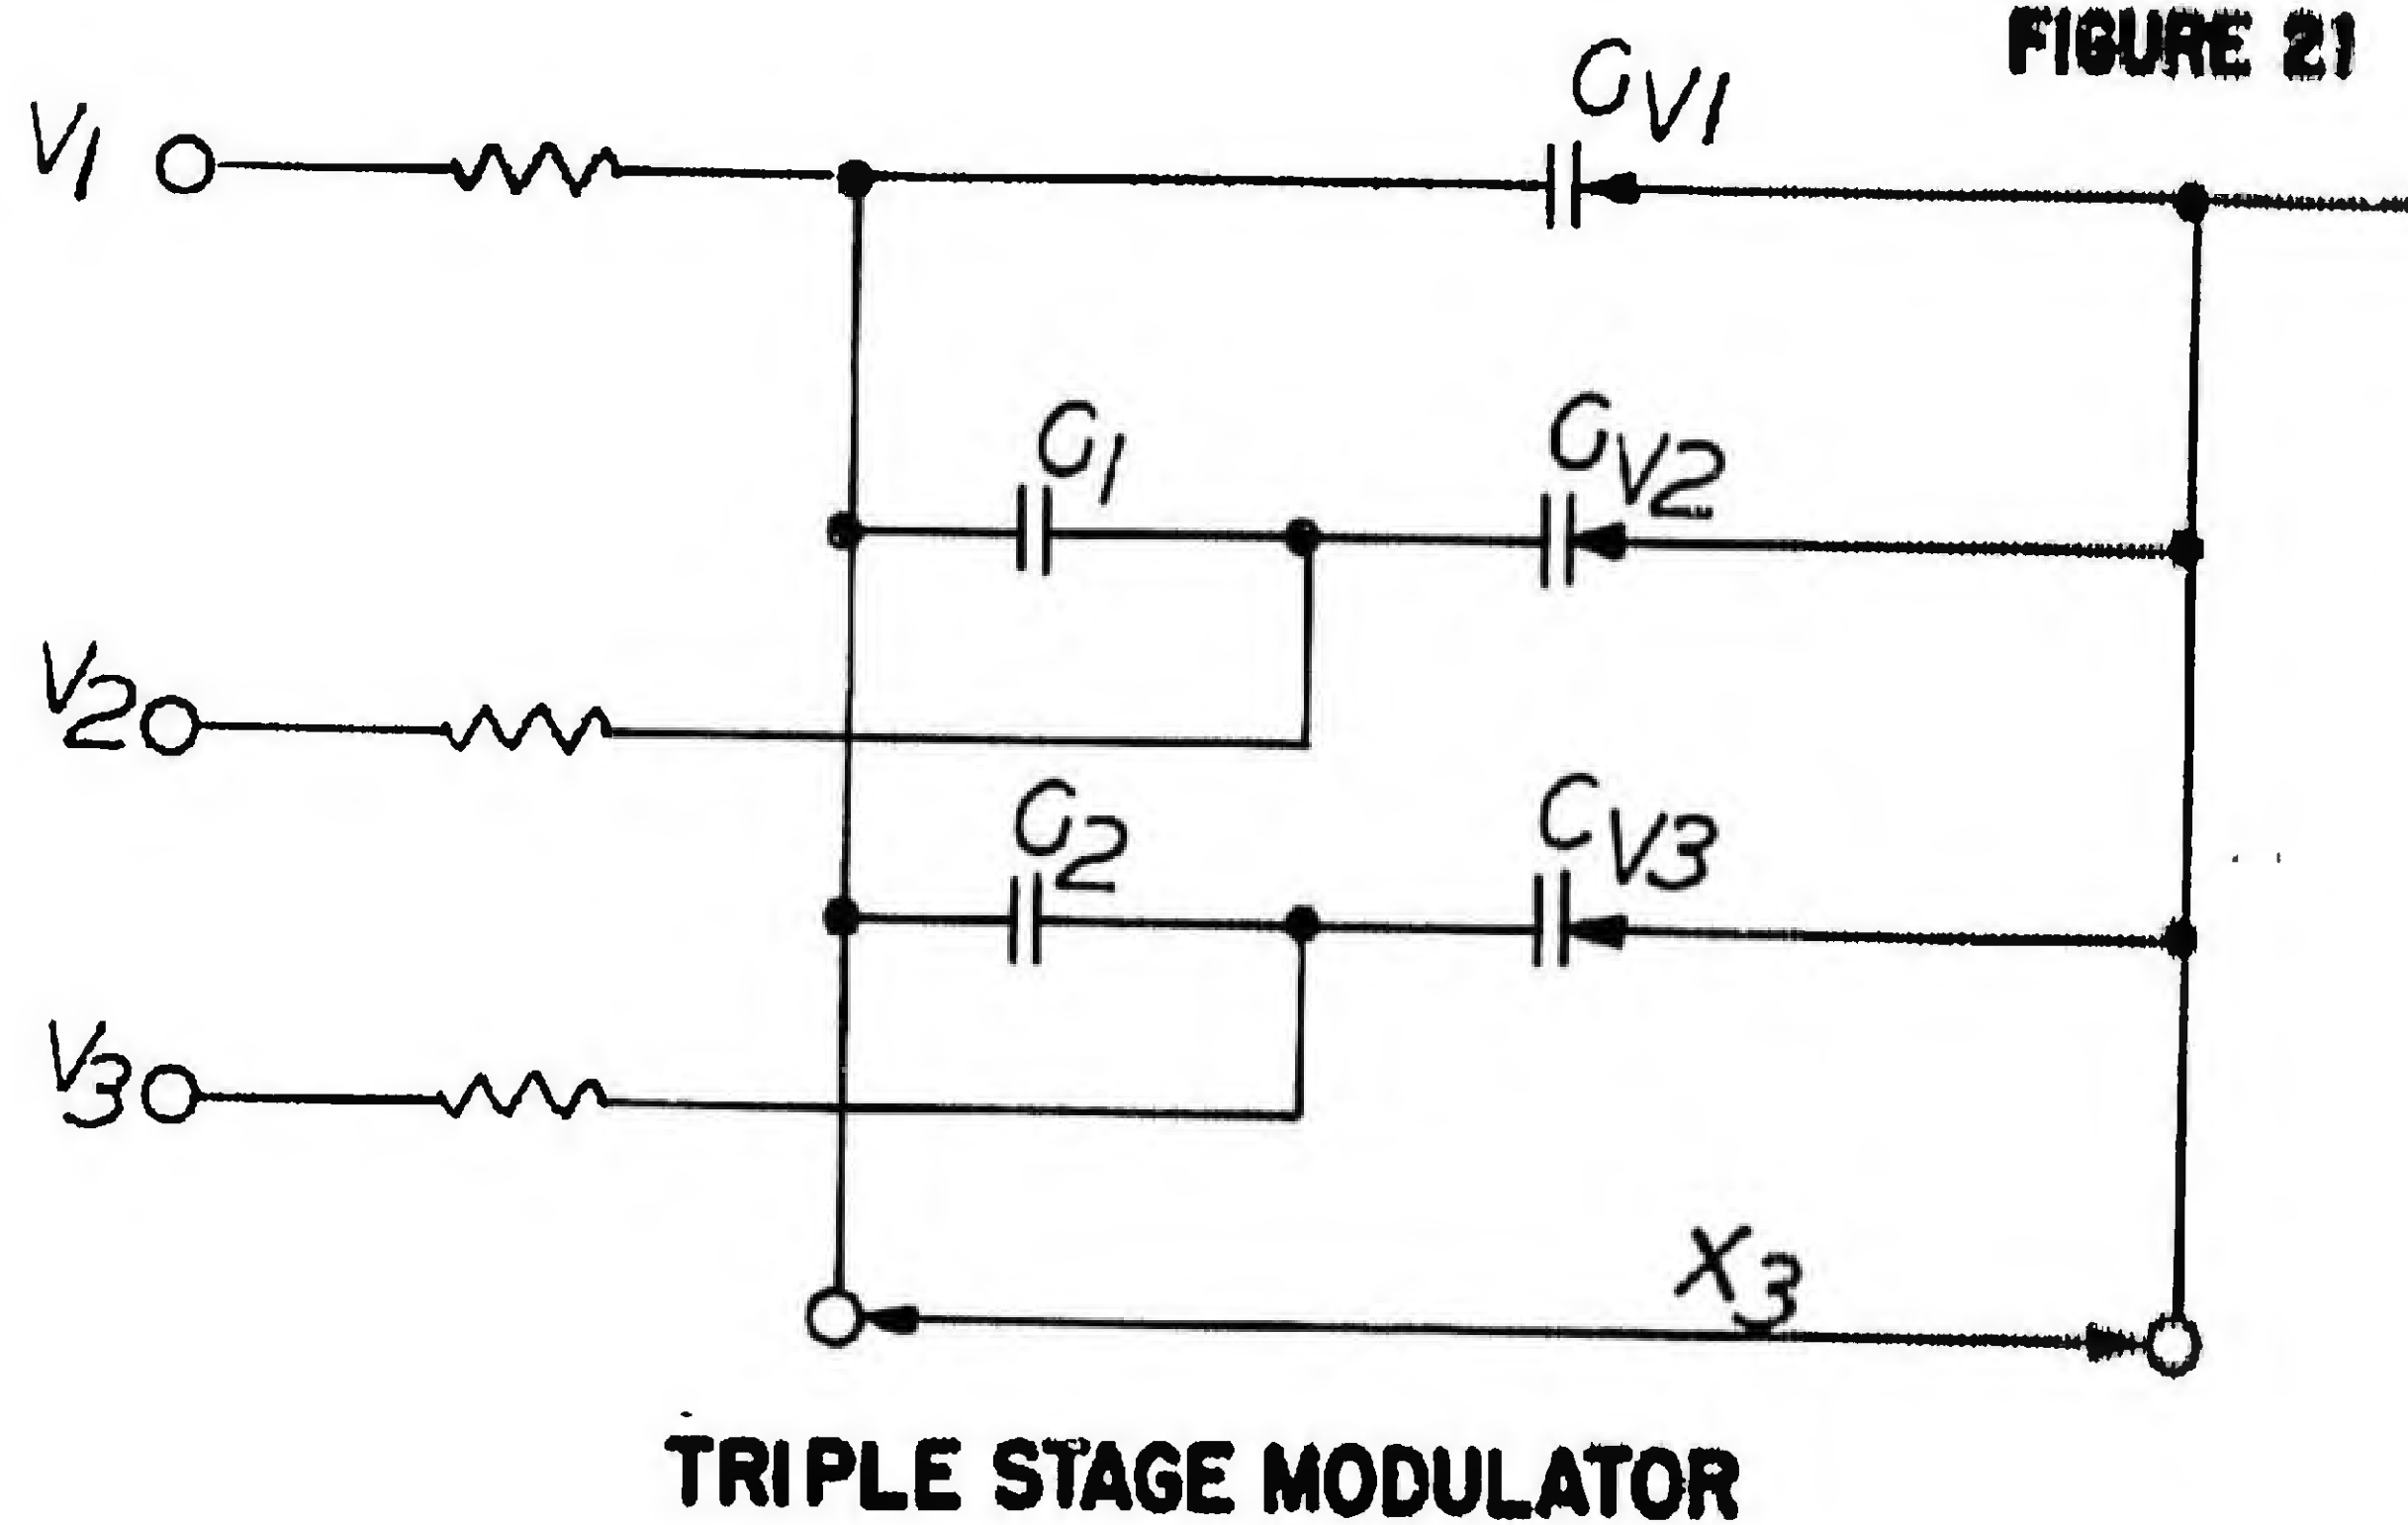 FIGURE 21
V1
CV1
C1
CV2
V2
C2
CV3
V3
X3
TRIPLE STAGE MODULATOR